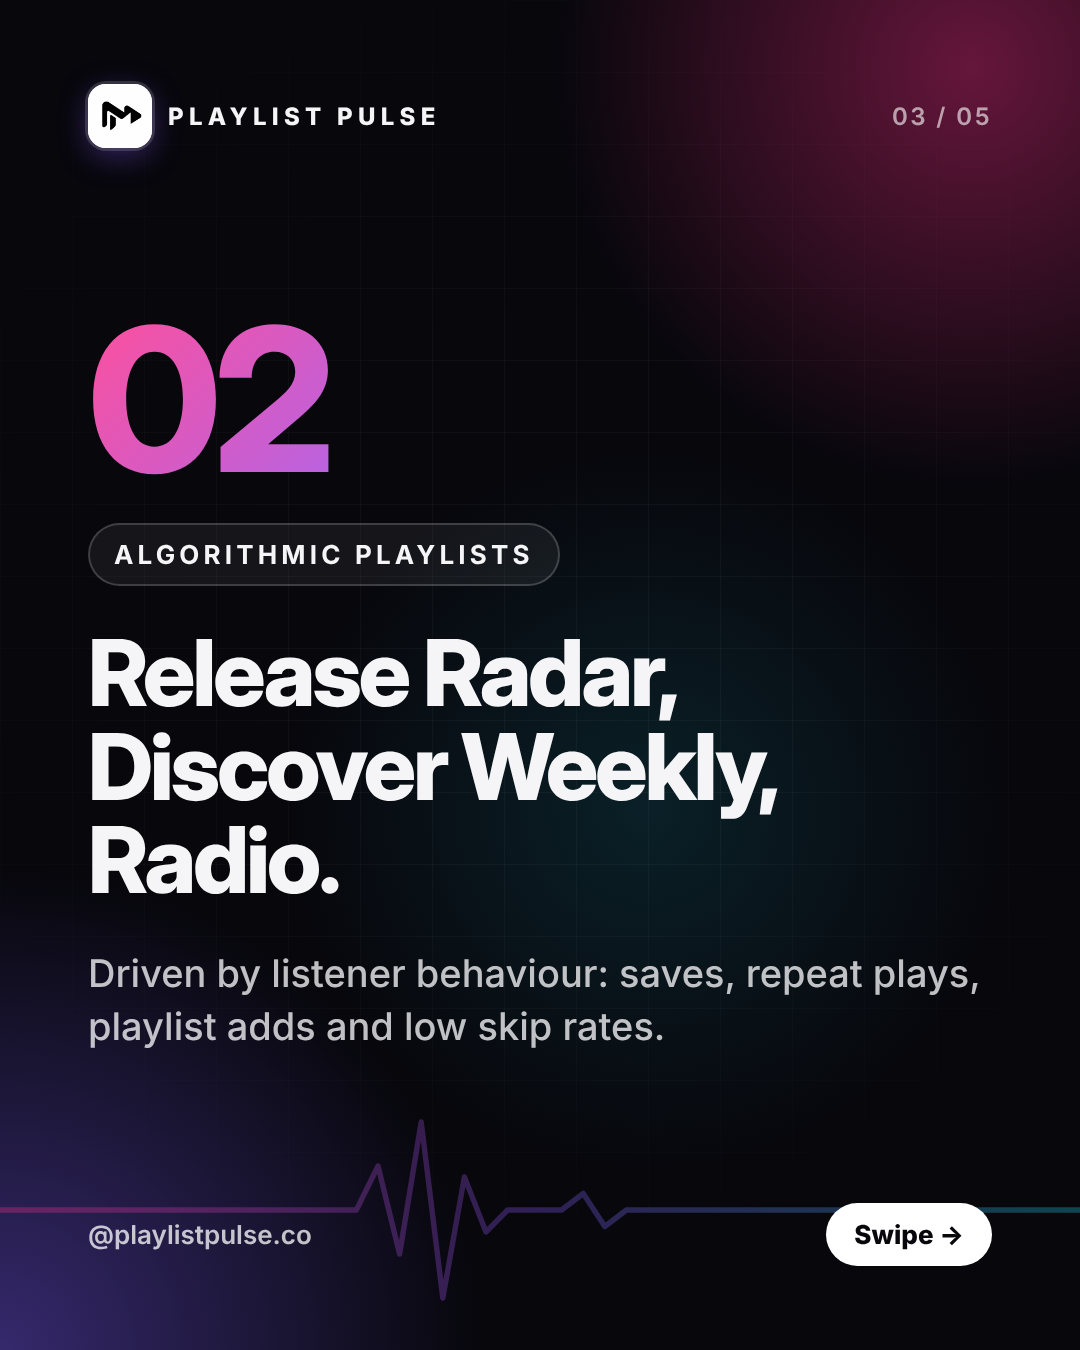 PLAYLIST PULSE
03 / 05
02
ALGORITHMIC PLAYLISTS
Release Radar,
Discover Weekly,
Radio.
Driven by listener behaviour: saves, repeat plays,
playlist adds and low skip rates.
@playlistpulse.co
Swipe →